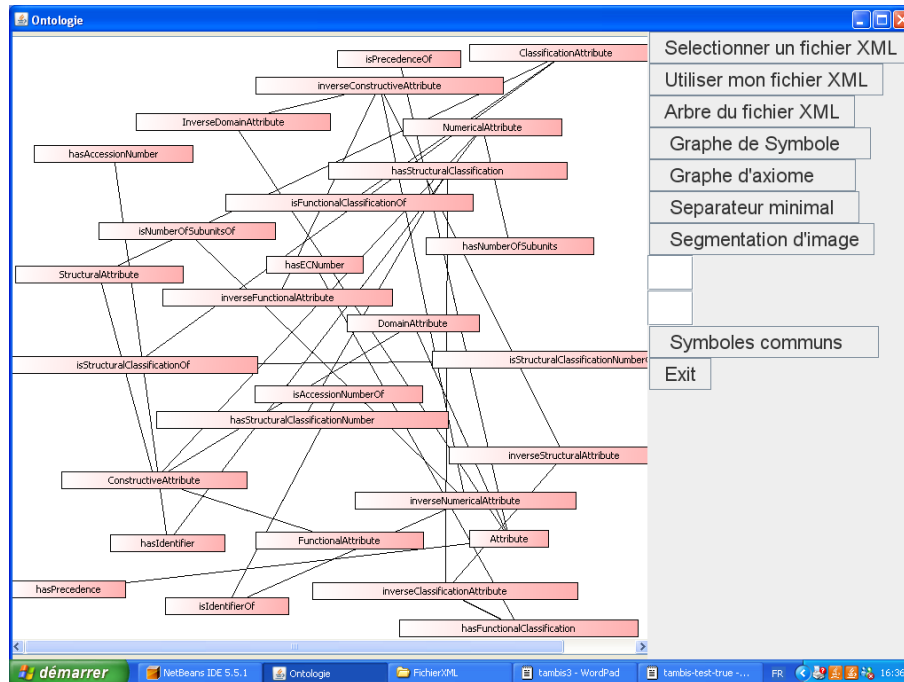 Ontologie
isPrecedenceOf
ClassificationAttribute
inverseConstructiveAttribute
InverseDomainAttribute
NumericalAttribute
hasAccessionNumber
hasStructuralClassification
isFunctionalClassificationOf
isNumberOfSubunitsOf
hasNumberOfSubunits
hasECNumber
StructuralAttribute
inverseFunctionalAttribute
DomainAttribute
isStructuralClassificationOf
isStructuralClassificationNumberO
isAccessionNumberOf
hasStructuralClassificationNumber
inverseStructuralAttribute
ConstructiveAttribute
inverseNumericalAttribute
hasIdentifier
FunctionalAttribute
Attribute
hasPrecedence
inverseClassificationAttribute
isIdentifierOf
hasFunctionalClassification
Selectionner un fichier XML
Utiliser mon fichier XML
Arbre du fichier XML
Graphe de Symbole
Graphe d'axiome
Separateur minimal
Segmentation d'image
Symboles communs
Exit
démarrer
NetBeans IDE 5.5.1
Ontologie
FichierXML
tambis3 - WordPad
tambis-test-true -...
FR
16:36